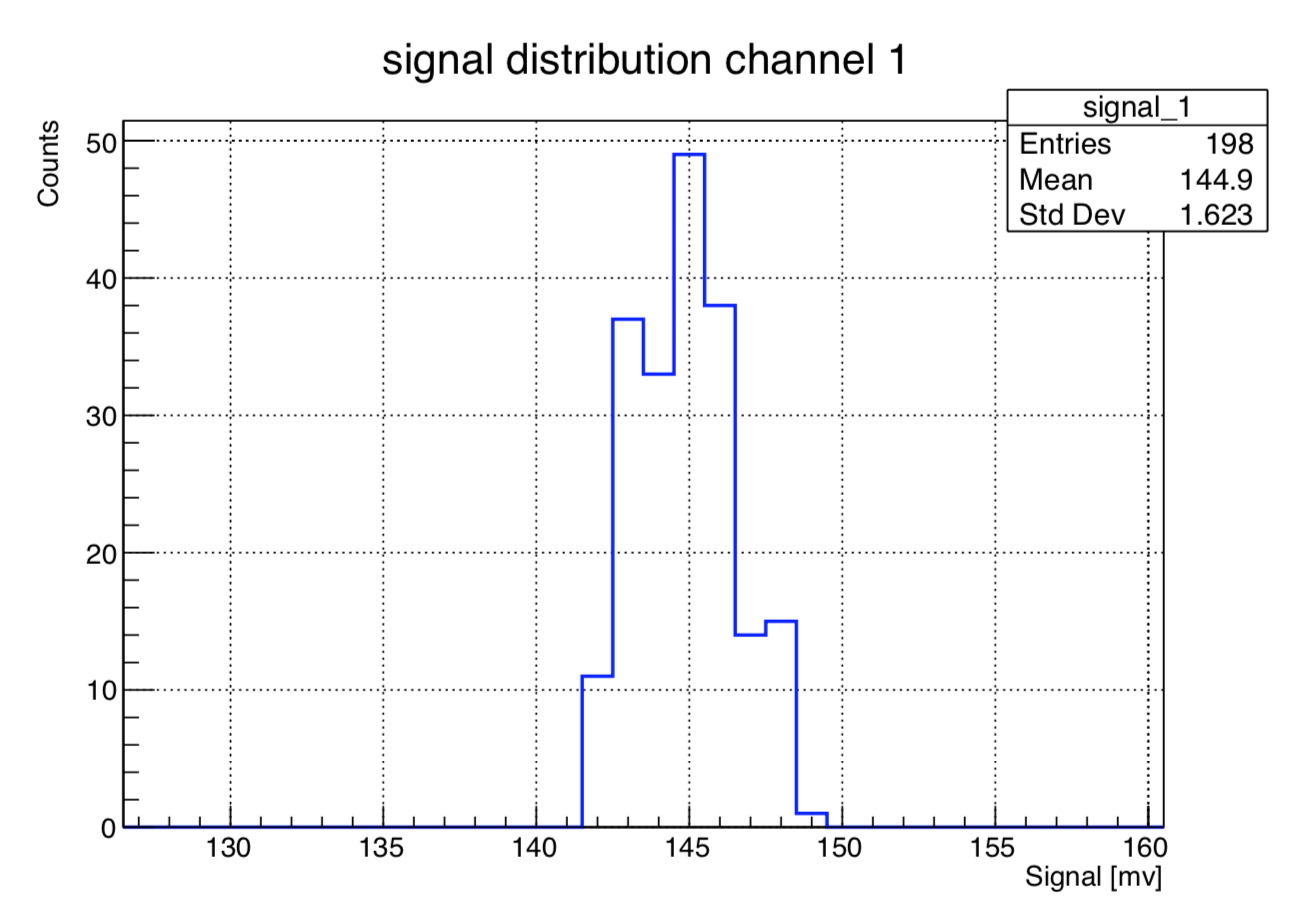 signal distribution channel 1
signal_1
Entries 198
Mean 144.9
Std Dev 1.623
Counts
50
40
30
20
10
0
130 135 140 145 150 155 160
Signal [mv]